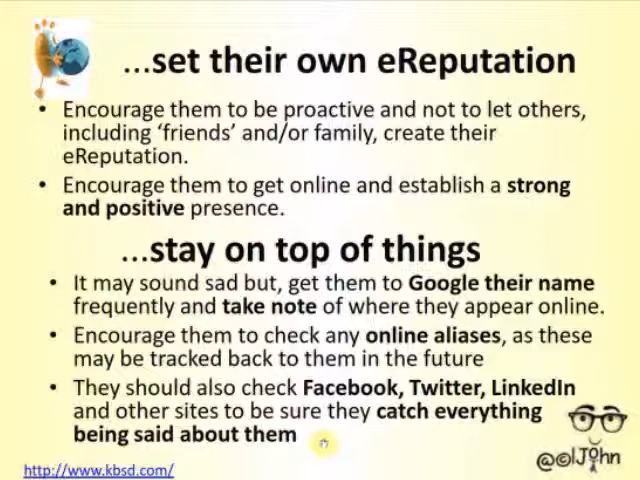 ...set their own eReputation
• Encourage them to be proactive and not to let others,
including ‘friends’ and/or family, create their
eReputation.
• Encourage them to get online and establish a strong
and positive presence.
...stay on top of things
• It may sound sad but, get them to Google their name
frequently and take note of where they appear online.
• Encourage them to check any online aliases, as these
may be tracked back to them in the future
• They should also check Facebook, Twitter, LinkedIn
and other sites to be sure they catch everything
being said about them
http://www.kbsd.com/
@©lJohn